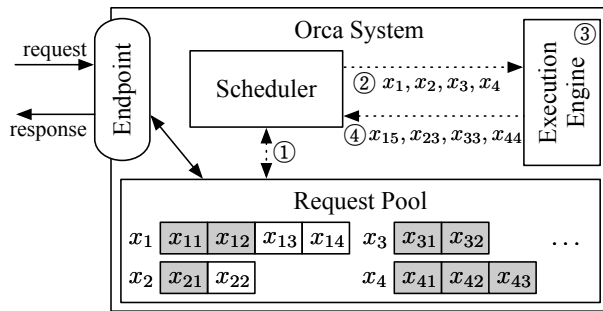 Orca System
request
response
Endpoint
Scheduler
② x₁, x₂, x₃, x₄
④ x₁₅, x₂₃, x₃₃, x₄₄
③
Execution
Engine
①
Request Pool
x₁ x₁₁ x₁₂ x₁₃ x₁₄ x₃ x₃₁ x₃₂ …
x₂ x₂₁ x₂₂ x₄ x₄₁ x₄₂ x₄₃